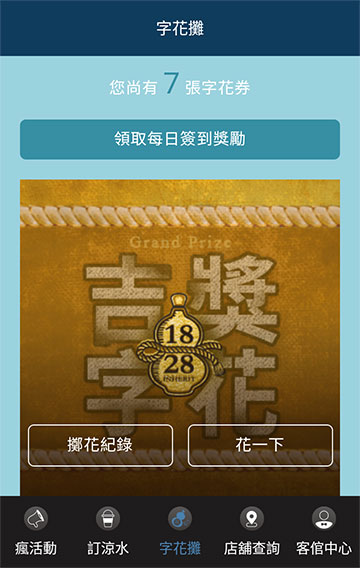 字花攤
您尚有 7 張字花券
領取每日簽到獎勵
Grand Prize
吉獎
字花
18
28
擲花紀錄
花一下
瘋活動
訂涼水
字花攤
店舖查詢
客倌中心